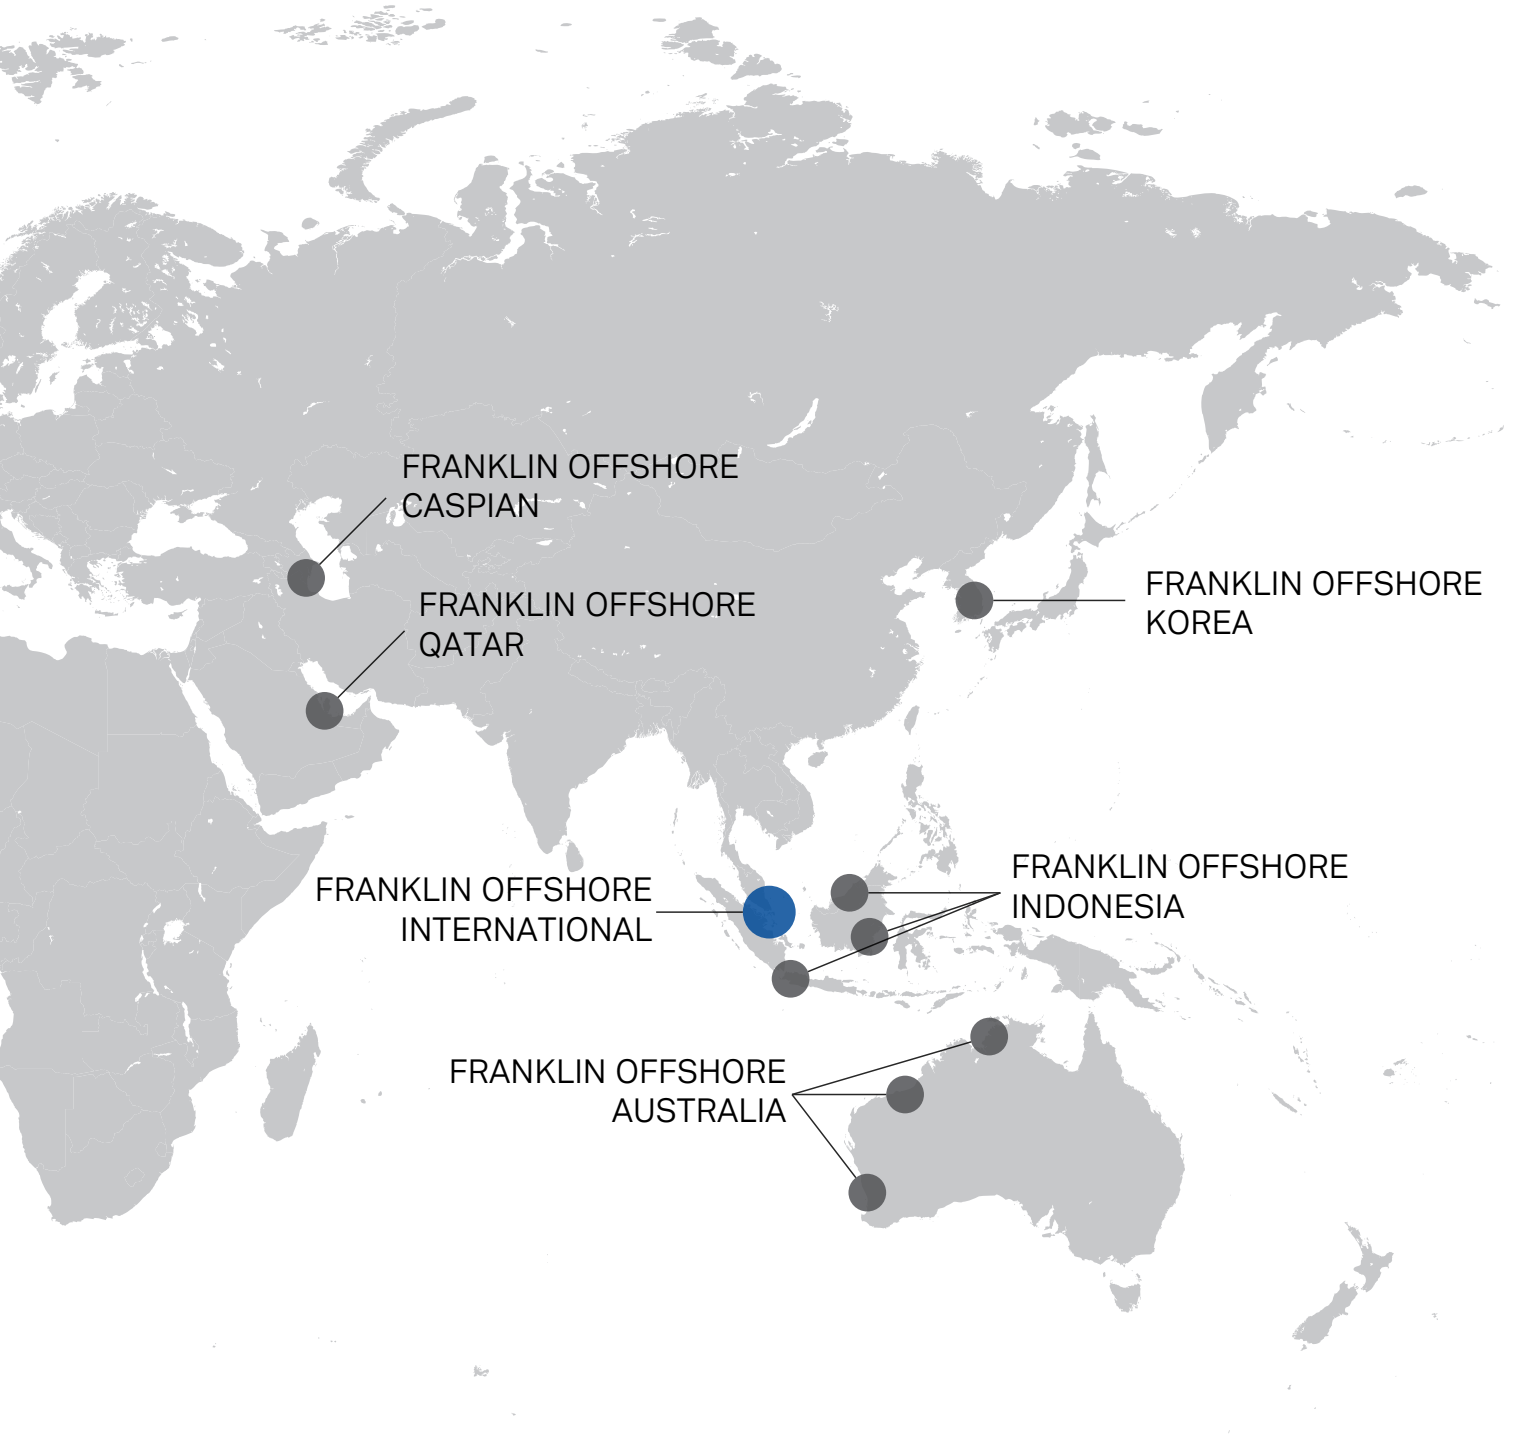 FRANKLIN OFFSHORE
CASPIAN
FRANKLIN OFFSHORE
QATAR
FRANKLIN OFFSHORE
KOREA
FRANKLIN OFFSHORE
INTERNATIONAL
FRANKLIN OFFSHORE
INDONESIA
FRANKLIN OFFSHORE
AUSTRALIA